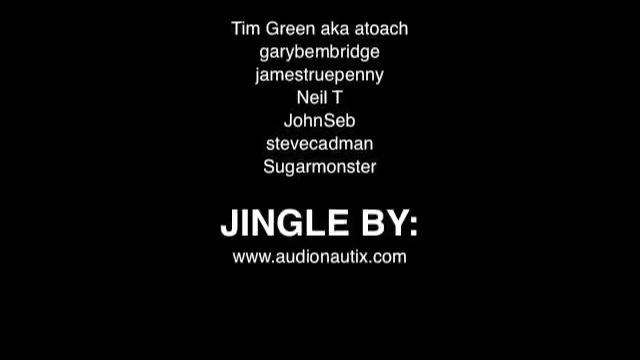 Tim Green aka atoach
garybembridge
jamestruepenny
Neil T
JohnSeb
stevecadman
Sugarmonster
JINGLE BY:
www.audionautix.com